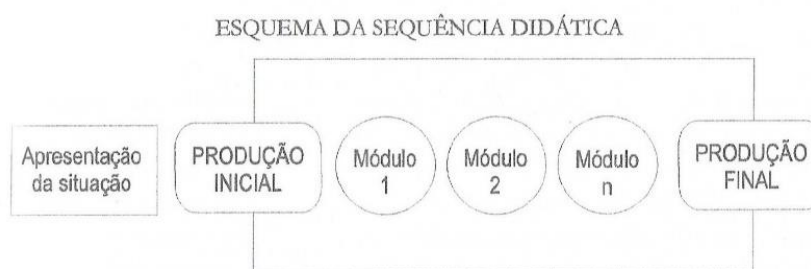 ESQUEMA DA SEQUÊNCIA DIDÁTICA
Apresentação
da situação
PRODUÇÃO
INICIAL
Módulo
1
Módulo
2
Módulo
n
PRODUÇÃO
FINAL